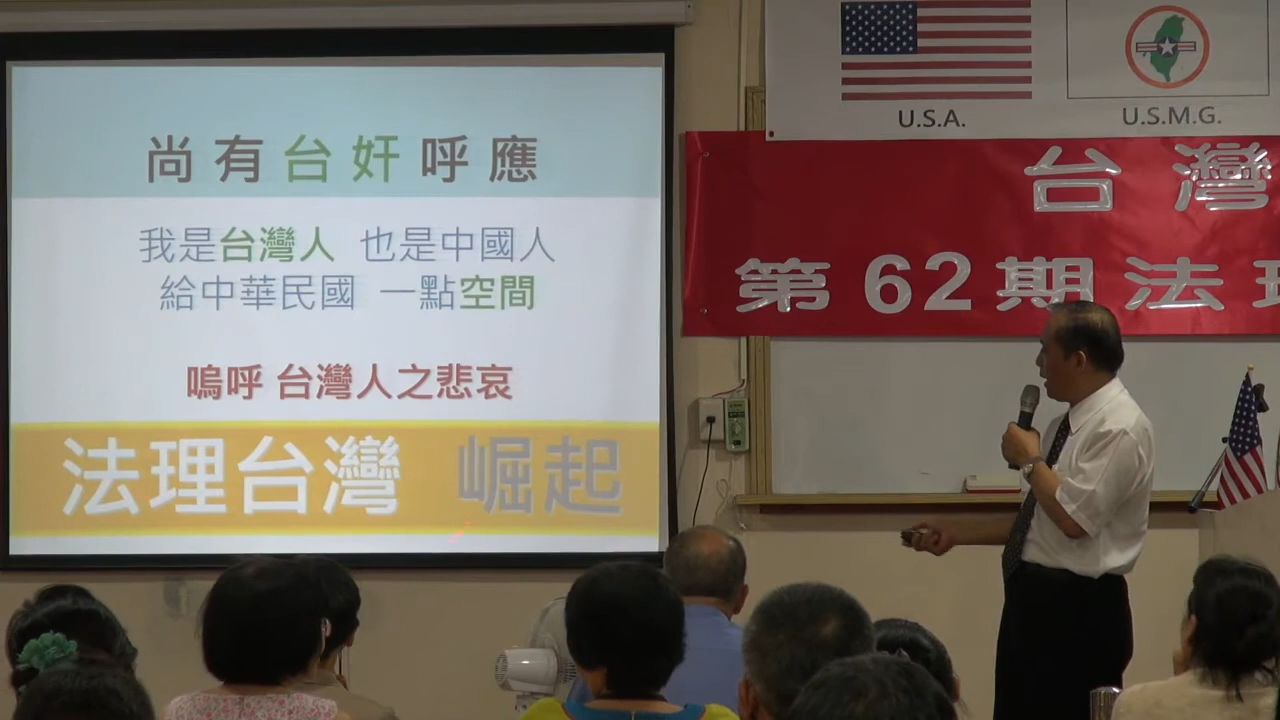 尚有台奸呼應
我是台灣人 也是中國人
給中華民國 一點空間
嗚呼 台灣人之悲哀
法理台灣 崛起
U.S.A.
U.S.M.G.
台灣
第62期法理